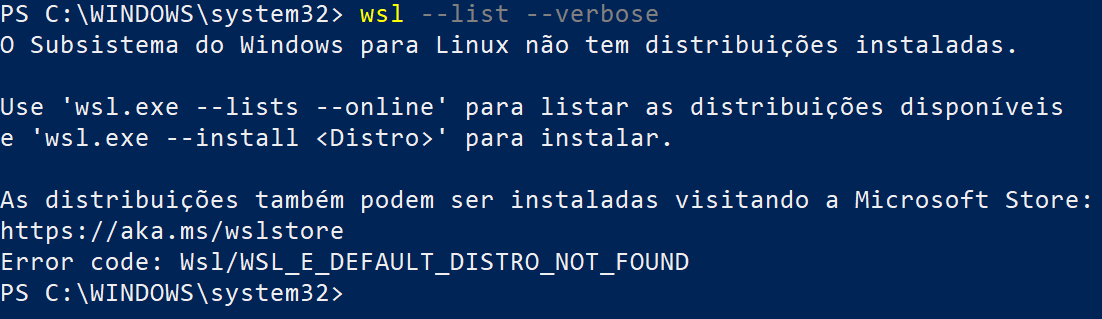 PS C:\WINDOWS\system32> wsl --list --verbose
O Subsistema do Windows para Linux não tem distribuições instaladas.
Use 'wsl.exe --lists --online' para listar as distribuições disponíveis
e 'wsl.exe --install <Distro>' para instalar.
As distribuições também podem ser instaladas visitando a Microsoft Store:
https://aka.ms/wslstore
Error code: Wsl/WSL_E_DEFAULT_DISTRO_NOT_FOUND
PS C:\WINDOWS\system32>